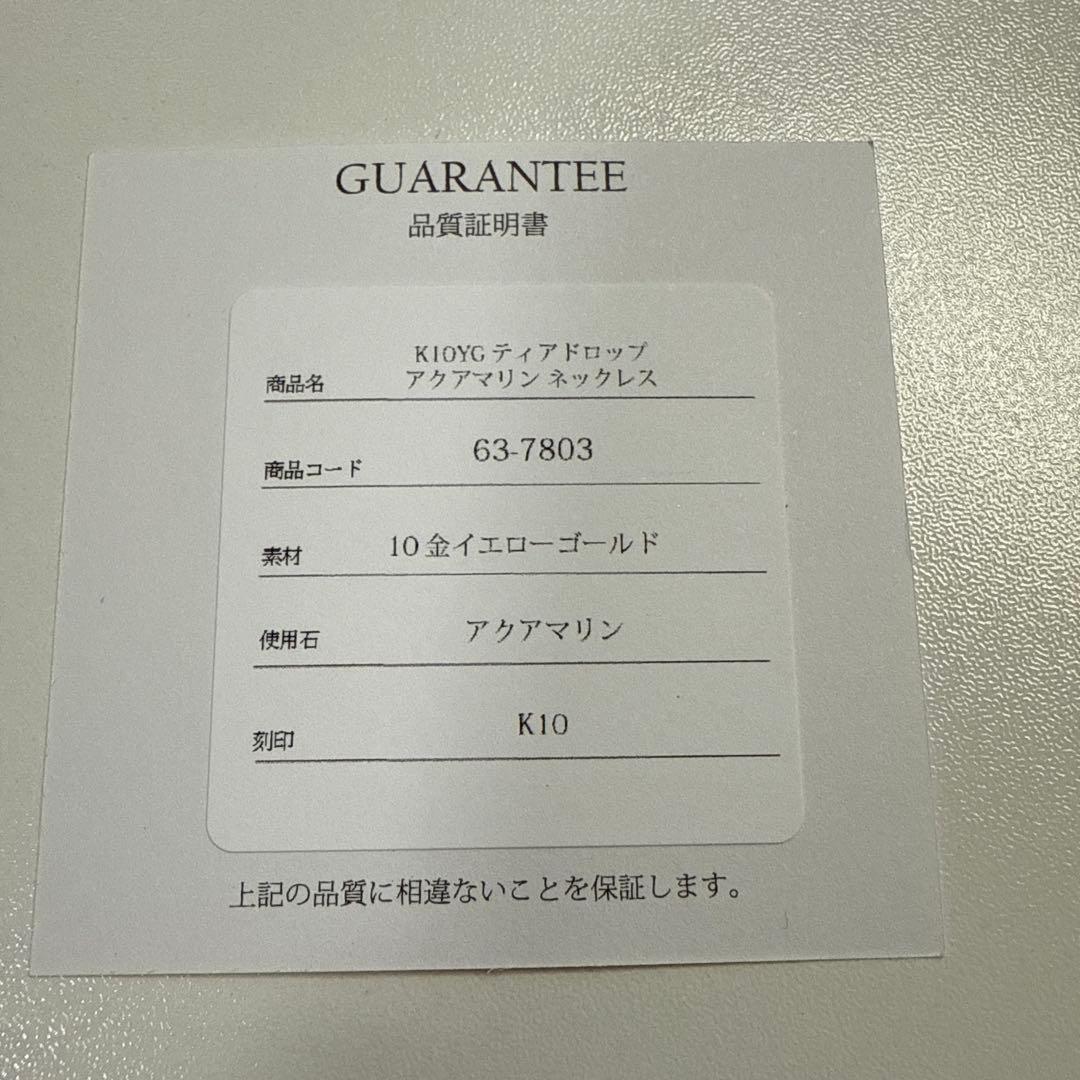 GUARANTEE
品質証明書
K10YG ティアドロップ
商品名 アクアマリン ネックレス
商品コード 63-7803
素材 10金イエローゴールド
使用石 アクアマリン
刻印 K10
上記の品質に相違ないことを保証します。